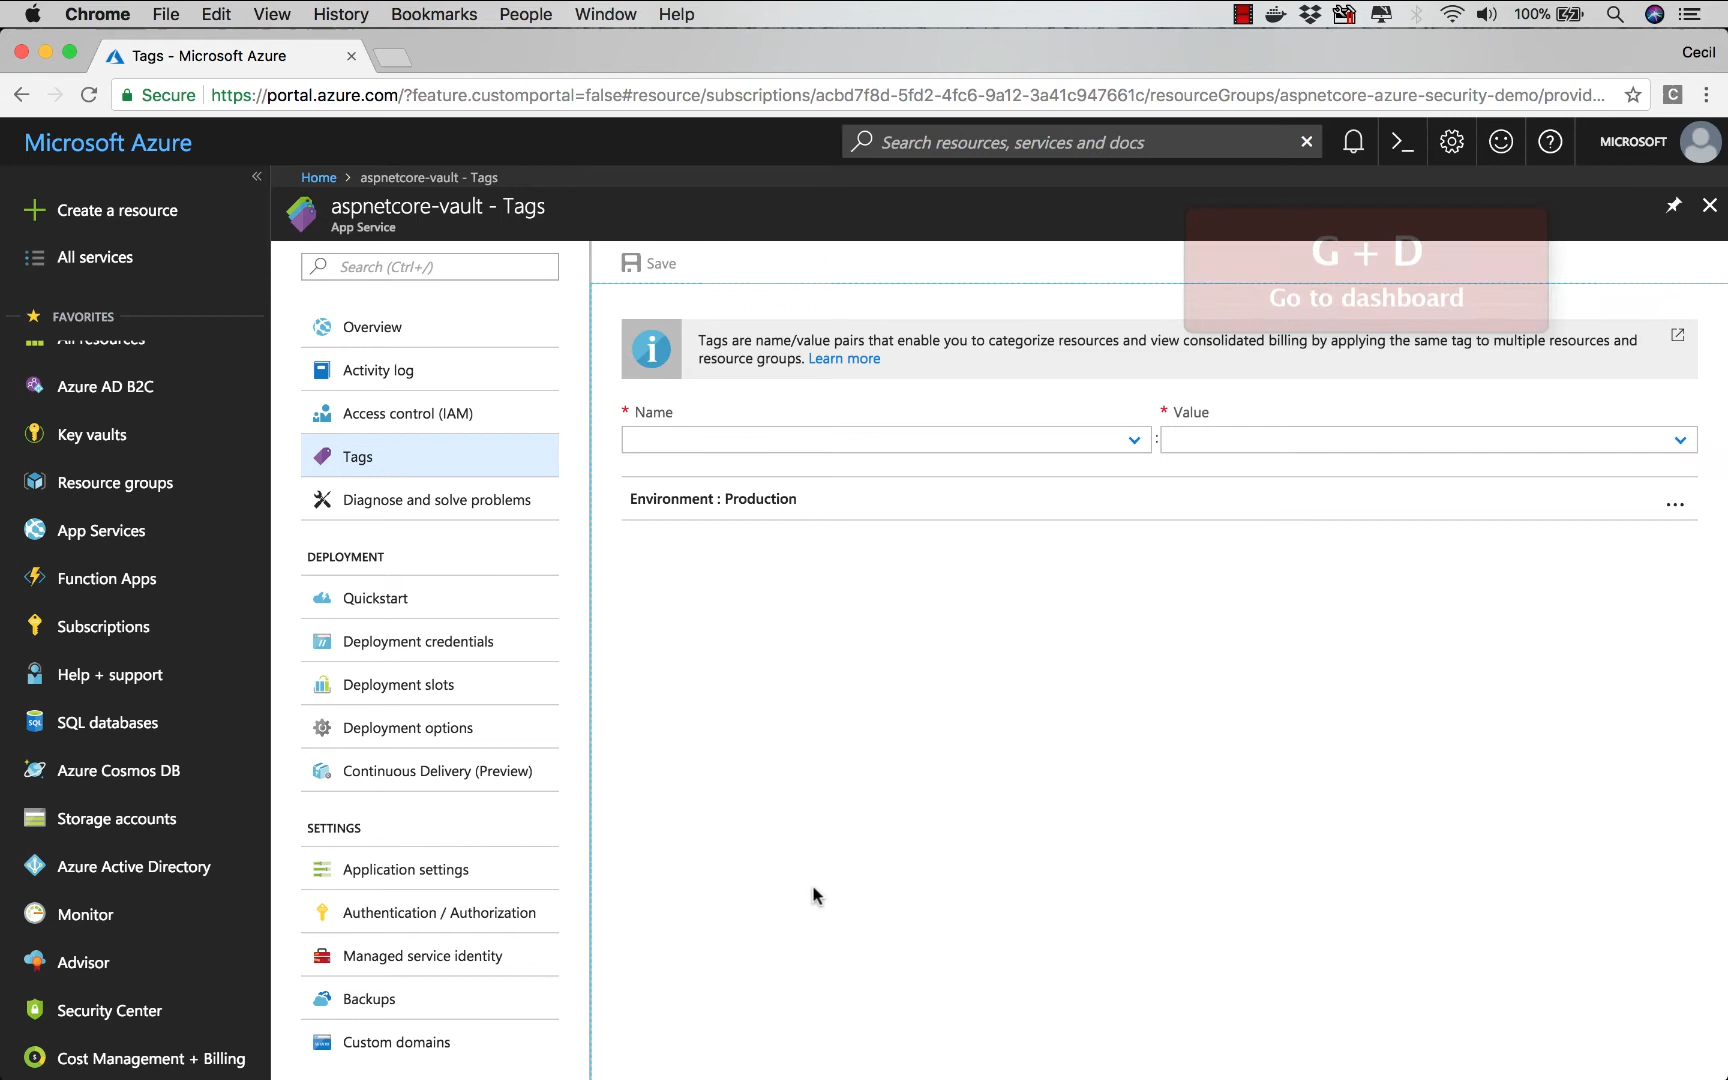 Chrome File Edit View History Bookmarks People Window Help 100%
Tags - Microsoft Azure Cecil
Secure https://portal.azure.com/?feature.customportal=false#resource/subscriptions/acbd7f8d-5fd2-4fc6-9a12-3a41c947661c/resourceGroups/aspnetcore-azure-security-demo/provid... C
Microsoft Azure
Search resources, services and docs
MICROSOFT
Home > aspnetcore-vault - Tags
aspnetcore-vault - Tags
App Service
Create a resource
All services
FAVORITES
All resources
Azure AD B2C
Key vaults
Resource groups
App Services
Function Apps
Subscriptions
Help + support
SQL databases
Azure Cosmos DB
Storage accounts
Azure Active Directory
Monitor
Advisor
Security Center
Cost Management + Billing
Search (Ctrl+/)
Overview
Activity log
Access control (IAM)
Tags
Diagnose and solve problems
DEPLOYMENT
Quickstart
Deployment credentials
Deployment slots
Deployment options
Continuous Delivery (Preview)
SETTINGS
Application settings
Authentication / Authorization
Managed service identity
Backups
Custom domains
Save
G + D
Go to dashboard
Tags are name/value pairs that enable you to categorize resources and view consolidated billing by applying the same tag to multiple resources and
resource groups. Learn more
* Name
* Value
:
Environment : Production
...